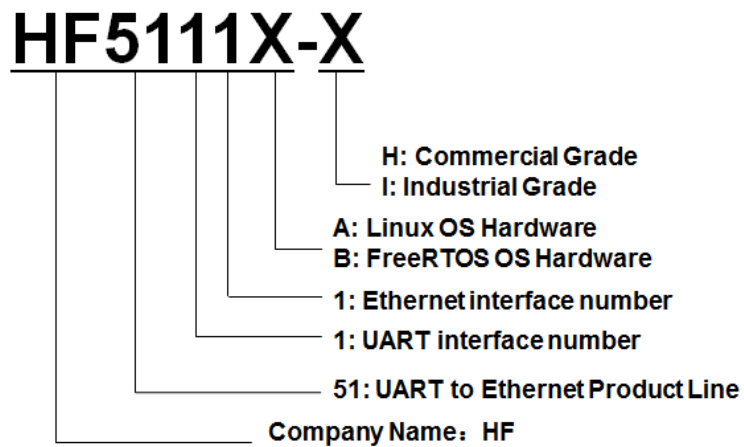 HF5111X-X
H: Commercial Grade
I: Industrial Grade
A: Linux OS Hardware
B: FreeRTOS OS Hardware
1: Ethernet interface number
1: UART interface number
51: UART to Ethernet Product Line
Company Name：HF